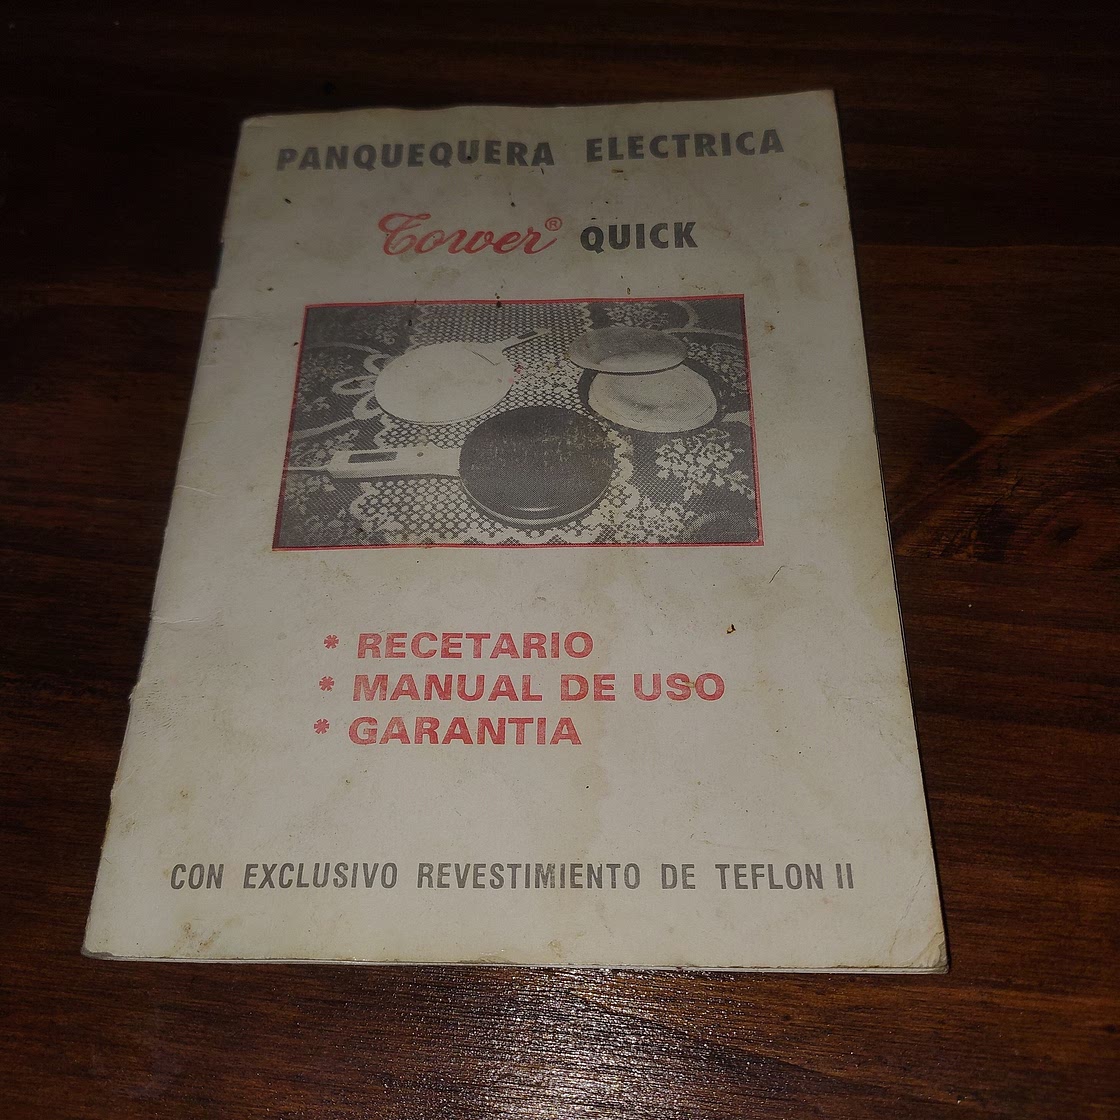 PANQUEQUERA ELECTRICA
Tower® QUICK
* RECETARIO
* MANUAL DE USO
* GARANTIA
CON EXCLUSIVO REVESTIMIENTO DE TEFLON II